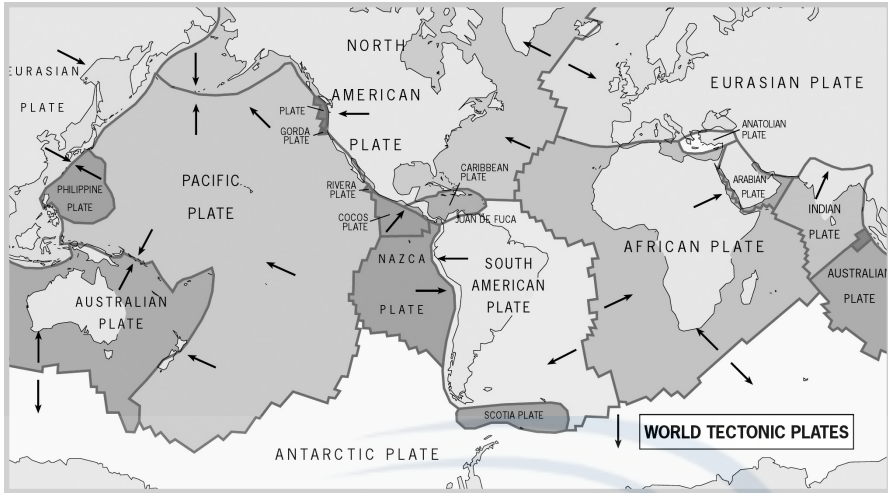 NORTH
AMERICAN
PLATE
EURASIAN
PLATE
EURASIAN PLATE
PLATE
GORDA
PLATE
ANATOLIAN
PLATE
CARIBBEAN
PLATE
ARABIAN
PLATE
PHILIPPINE
PLATE
PACIFIC
PLATE
RIVERA
PLATE
COCOS
PLATE
JUAN DE FUCA
INDIAN
PLATE
NAZCA
PLATE
SOUTH
AMERICAN
PLATE
AFRICAN PLATE
AUSTRALIAN
PLATE
AUSTRALIAN
PLATE
SCOTIA PLATE
ANTARCTIC PLATE
WORLD TECTONIC PLATES